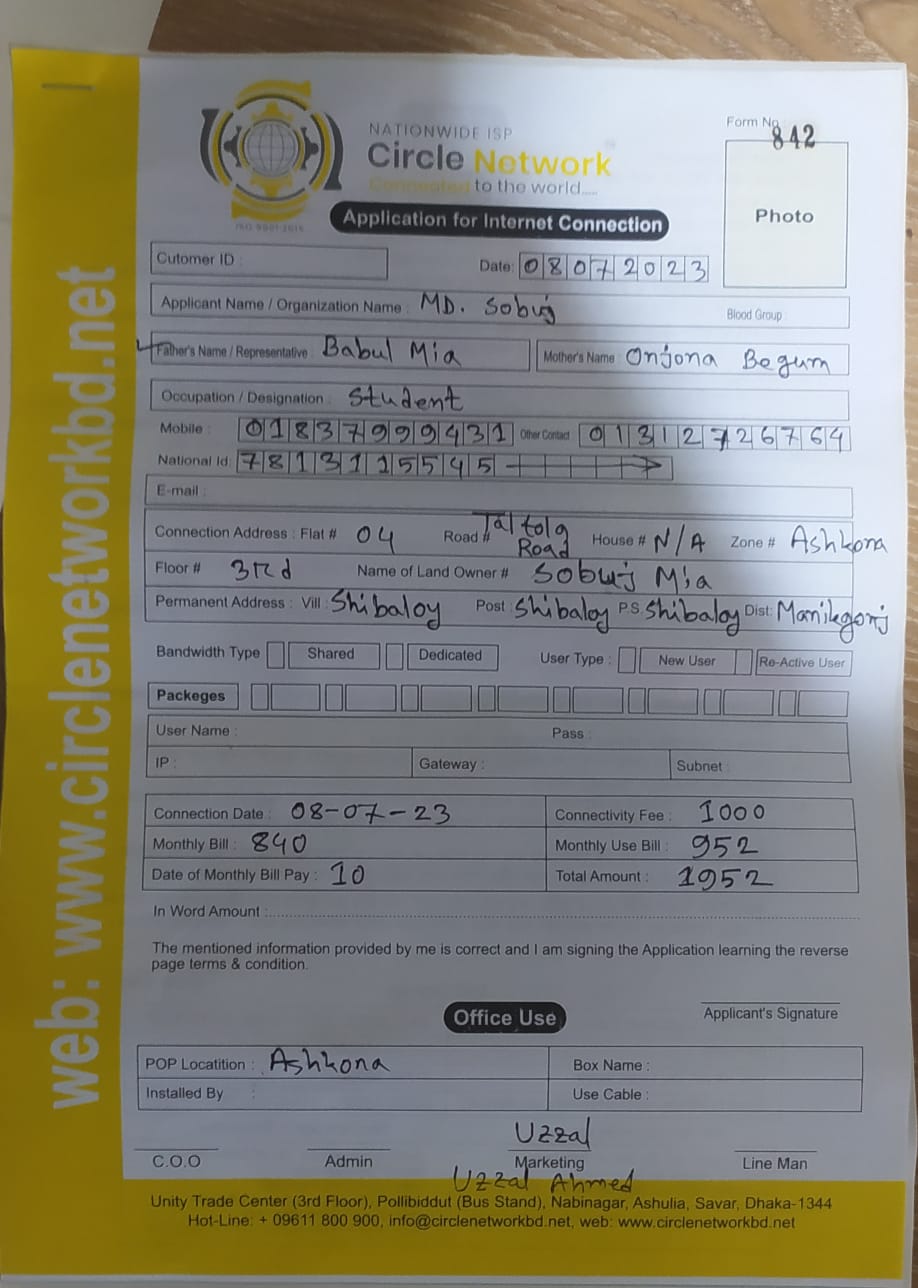 web: www.circlenetworkbd.net
NATIONWIDE ISP
Circle Network
Connected to the world.....
ISO 9001:2015
Form No. 842
Photo
Application for Internet Connection
Cutomer ID :
Date: 08072023
Applicant Name / Organization Name : MD. Sobuj
Blood Group :
Father's Name / Representative : Babul Mia Mother's Name : Onjona Begum
Occupation / Designation : Student
Mobile : 01837999431 Other Contact 01312726764
National Id: 7813115545
E-mail :
Connection Address : Flat # 04 Road # Taltola Road House # N/A Zone # Ashkona
Floor # 3rd Name of Land Owner # Sobuj Mia
Permanent Address : Vill : Shibaloy Post : Shibaloy P.S. Shibaloy Dist: Manikgonj
Bandwidth Type Shared Dedicated User Type : New User Re-Active User
Packeges
User Name : Pass :
IP : Gateway : Subnet :
Connection Date : 08-07-23 Connectivity Fee : 1000
Monthly Bill : 840 Monthly Use Bill : 952
Date of Monthly Bill Pay : 10 Total Amount : 1952
In Word Amount :
The mentioned information provided by me is correct and I am signing the Application learning the reverse
page terms & condition.
Applicant's Signature
Office Use
POP Locatition : Ashkona Box Name :
Installed By : Use Cable :
Uzzal
C.O.O Admin Marketing Line Man
Uzzal Ahmed
Unity Trade Center (3rd Floor), Pollibiddut (Bus Stand), Nabinagar, Ashulia, Savar, Dhaka-1344
Hot-Line: + 09611 800 900, info@circlenetworkbd.net, web: www.circlenetworkbd.net